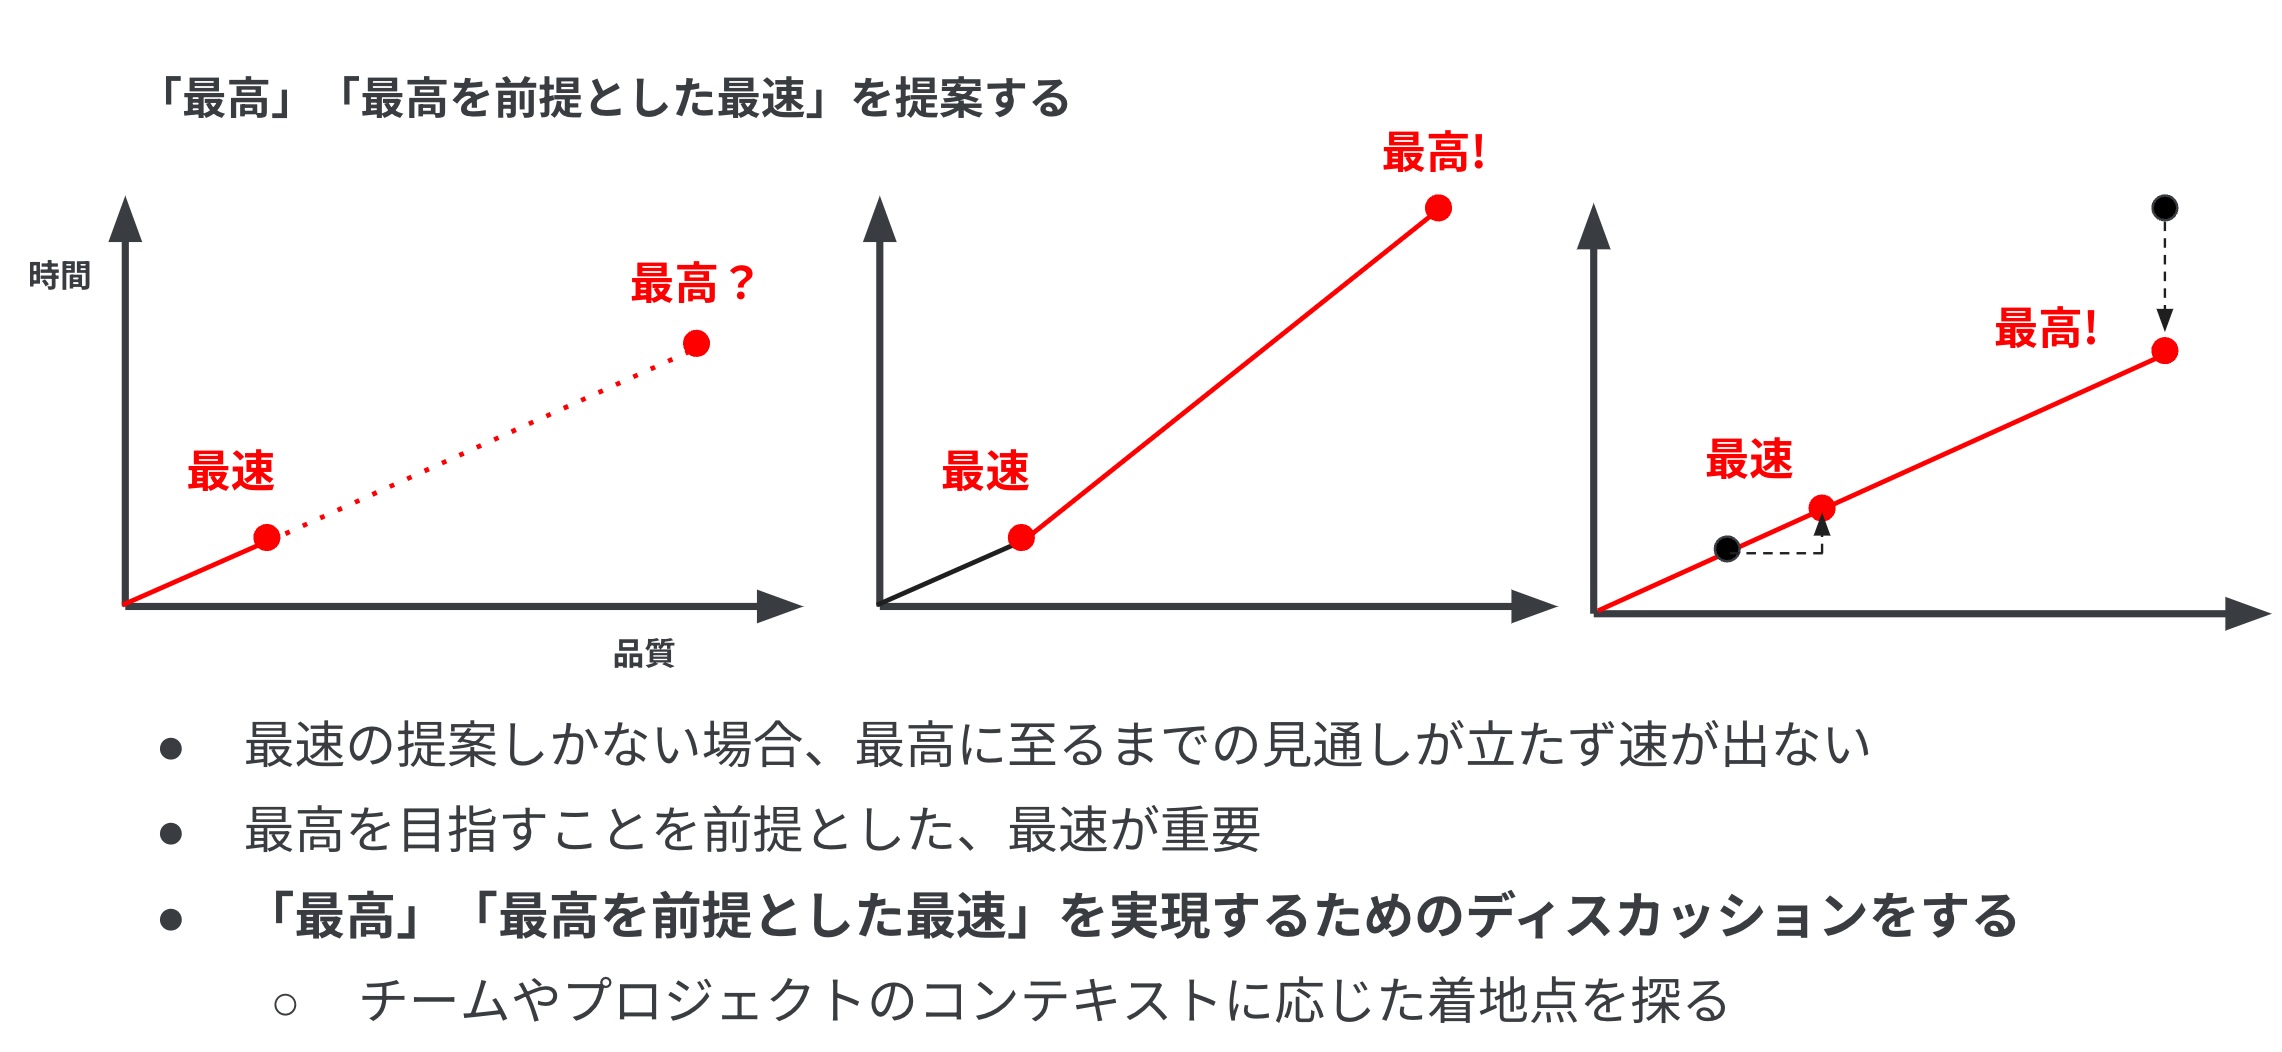 「最高」「最高を前提とした最速」を提案する
時間
最速
最高？
品質
最速
最高!
最速
最高!
● 最速の提案しかない場合、最高に至るまでの見通しが立たず速が出ない
● 最高を目指すことを前提とした、最速が重要
● 「最高」「最高を前提とした最速」を実現するためのディスカッションをする
○ チームやプロジェクトのコンテキストに応じた着地点を探る